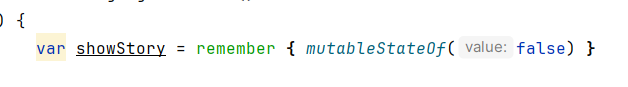 ) {
var showStory = remember { mutableStateOf( value: false) }